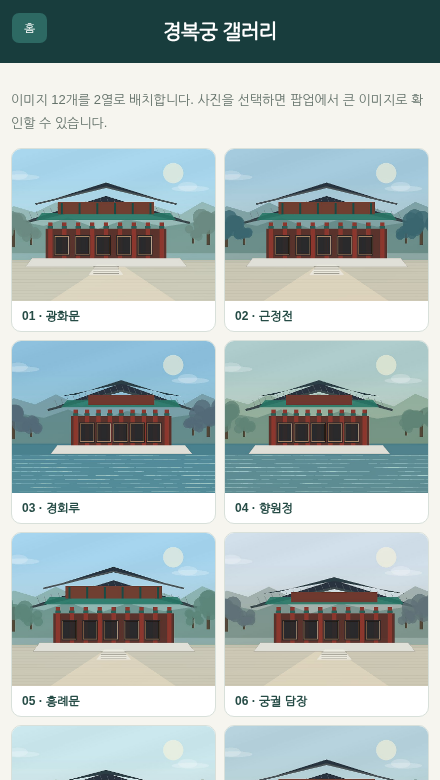 홈
경복궁 갤러리
이미지 12개를 2열로 배치합니다. 사진을 선택하면 팝업에서 큰 이미지로 확
인할 수 있습니다.
01 · 광화문
02 · 근정전
03 · 경회루
04 · 향원정
05 · 흥례문
06 · 궁궐 담장